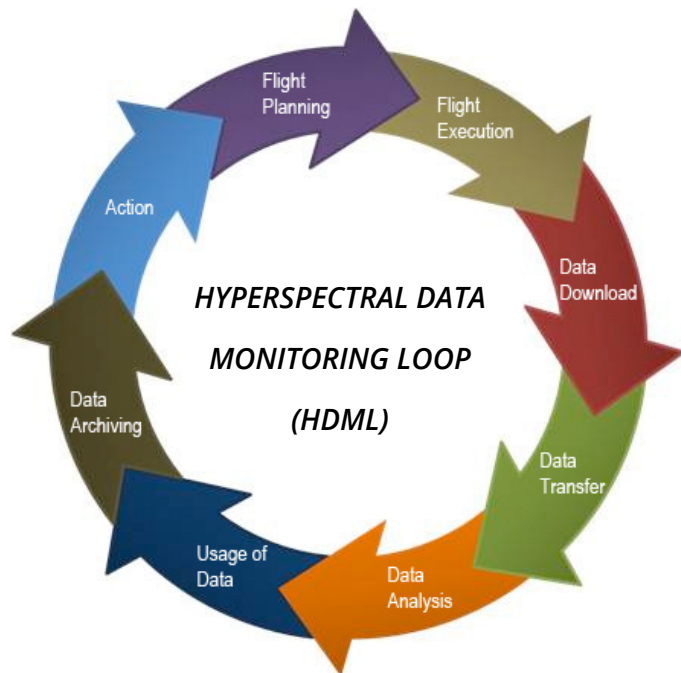 Flight
Planning
Flight
Execution
Data
Download
Data
Transfer
Data
Analysis
Usage of
Data
Data
Archiving
Action
HYPERSPECTRAL DATA
MONITORING LOOP
(HDML)